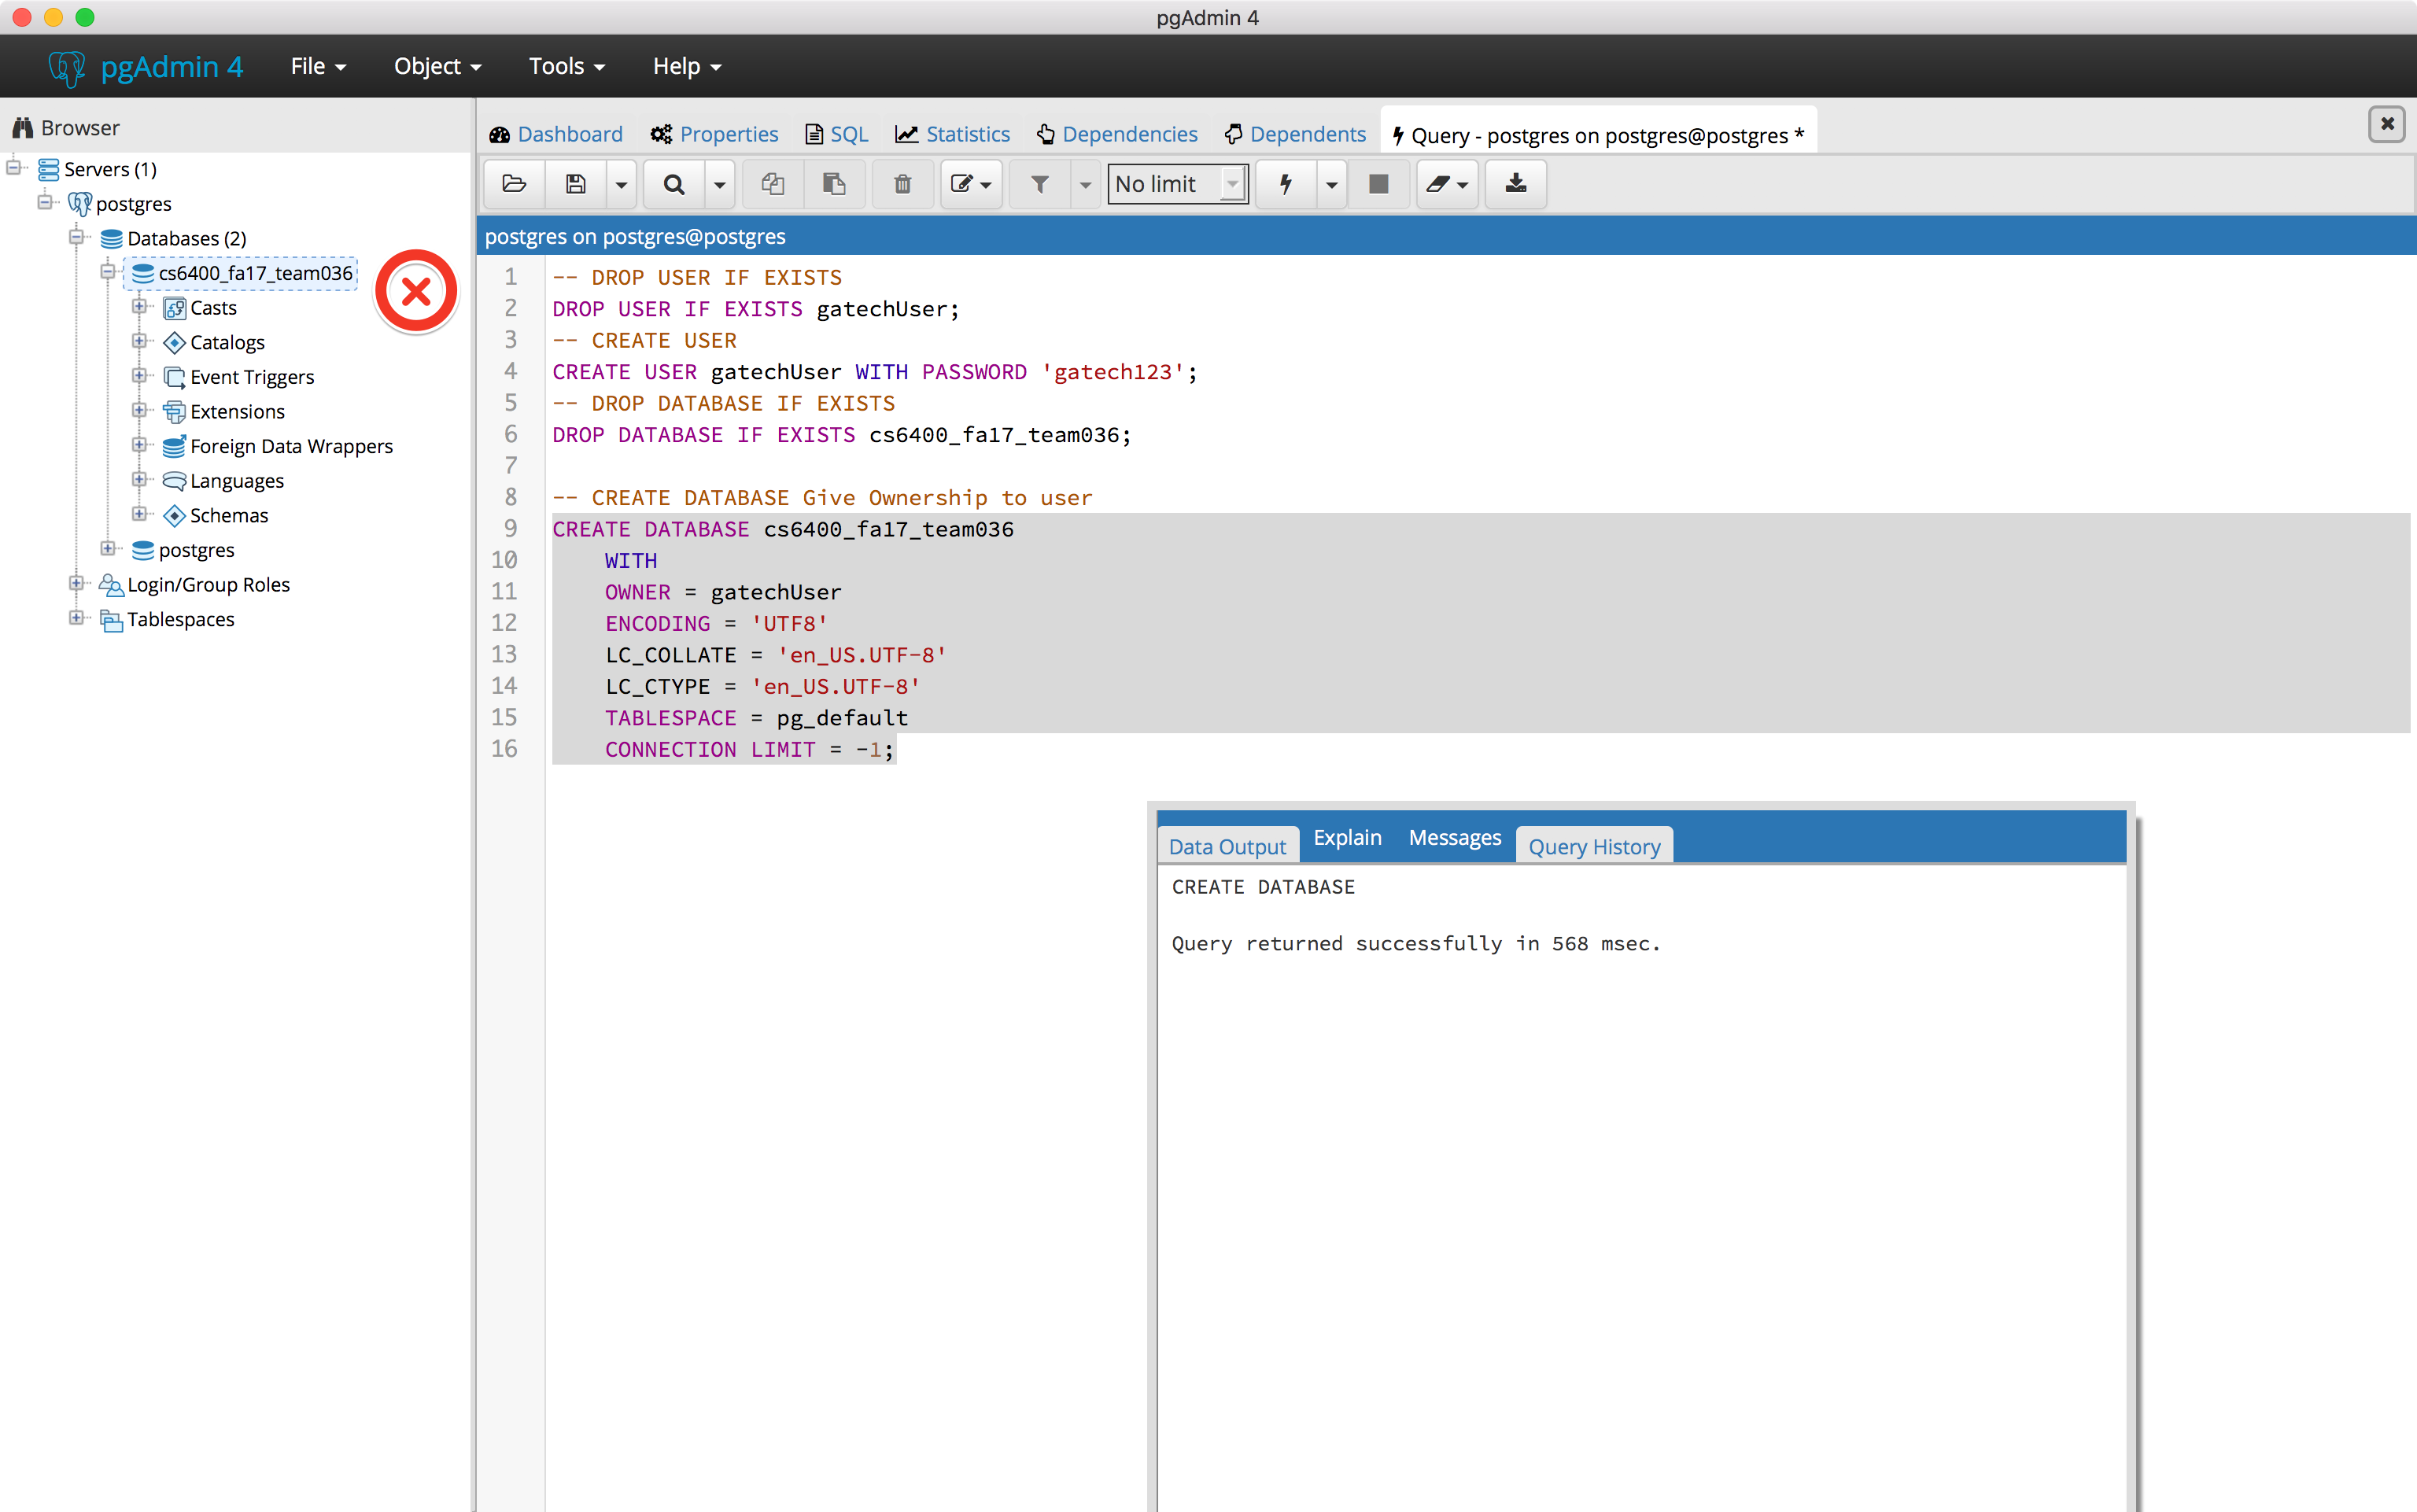 pgAdmin 4
pgAdmin 4 File Object Tools Help
Browser
Servers (1)
postgres
Databases (2)
cs6400_fa17_team036
Casts
Catalogs
Event Triggers
Extensions
Foreign Data Wrappers
Languages
Schemas
postgres
Login/Group Roles
Tablespaces
Dashboard Properties SQL Statistics Dependencies Dependents Query - postgres on postgres@postgres *
No limit
postgres on postgres@postgres
1 -- DROP USER IF EXISTS
2 DROP USER IF EXISTS gatechUser;
3 -- CREATE USER
4 CREATE USER gatechUser WITH PASSWORD 'gatech123';
5 -- DROP DATABASE IF EXISTS
6 DROP DATABASE IF EXISTS cs6400_fa17_team036;
7
8 -- CREATE DATABASE Give Ownership to user
9 CREATE DATABASE cs6400_fa17_team036
10 WITH
11 OWNER = gatechUser
12 ENCODING = 'UTF8'
13 LC_COLLATE = 'en_US.UTF-8'
14 LC_CTYPE = 'en_US.UTF-8'
15 TABLESPACE = pg_default
16 CONNECTION LIMIT = -1;
Data Output Explain Messages Query History
CREATE DATABASE
Query returned successfully in 568 msec.